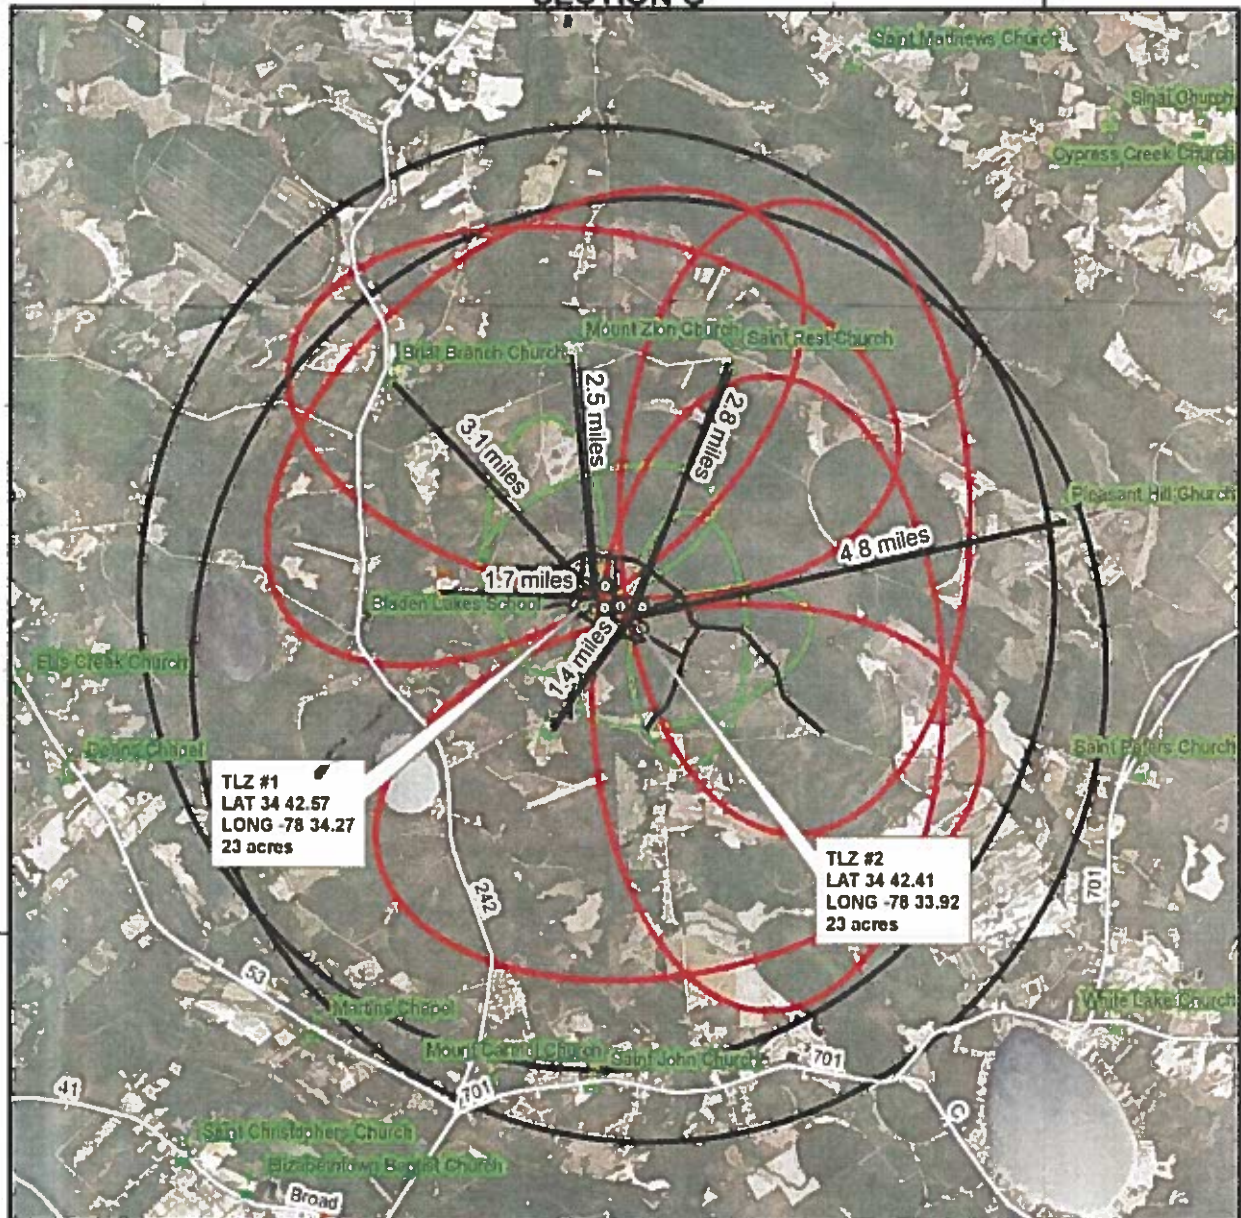 Saint Matthews Church
Sinai Church
Cypress Creek Church
Mount Zion Church
Saint Rest Church
Briar Branch Church
2.5 miles
2.8 miles
3.1 miles
Pleasant Hill Church
4.8 miles
1.7 miles
Bladen Lakes School
1.4 miles
Ellis Creek Church
Saint Peters Church
TLZ #1
LAT 34 42.57
LONG -78 34.27
23 acres
TLZ #2
LAT 34 42.41
LONG -78 33.92
23 acres
242
701
53
Martins Chapel
White Lake Church
Mount Carmel Church
Saint John Church
701
41
701
Saint Christophers Church
Elizabethtown Baptist Church
Broad